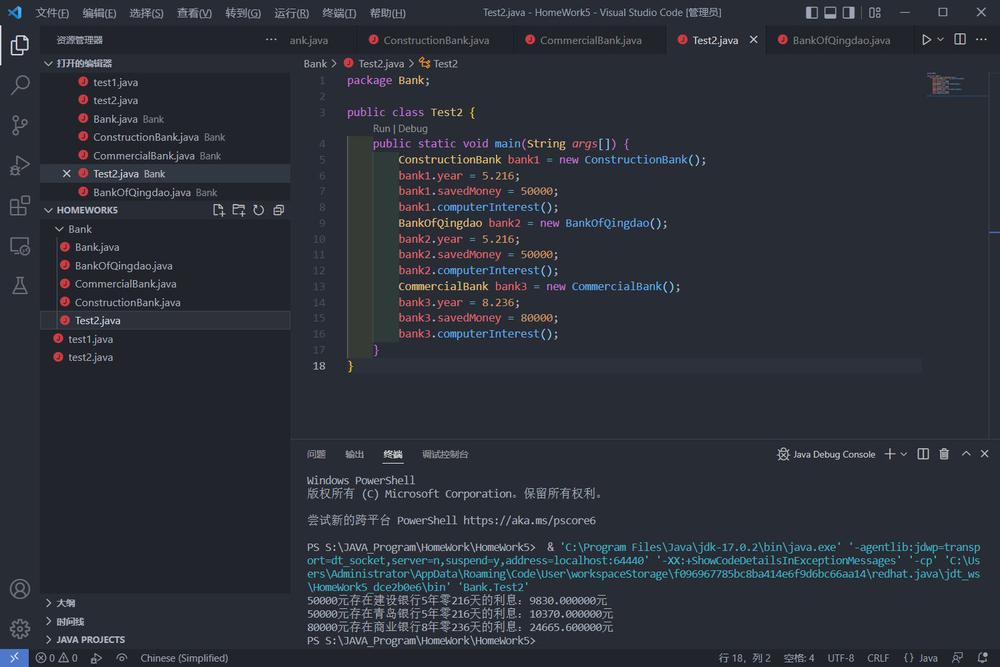 文件(F) 编辑(E) 选择(S) 查看(V) 转到(G) 运行(R) 终端(T) 帮助(H) Test2.java - HomeWork5 - Visual Studio Code [管理员]
资源管理器
打开的编辑器
test1.java
test2.java
Bank.java Bank
ConstructionBank.java Bank
CommercialBank.java Bank
Test2.java Bank
BankOfQingdao.java Bank
HOMEWORK5
Bank
Bank.java
BankOfQingdao.java
CommercialBank.java
ConstructionBank.java
Test2.java
test1.java
test2.java
大纲
时间线
JAVA PROJECTS
ank.java ConstructionBank.java CommercialBank.java Test2.java BankOfQingdao.java
Bank > Test2.java > Test2
1 package Bank;
2
3 public class Test2 {
Run | Debug
4 public static void main(String args[]) {
5 ConstructionBank bank1 = new ConstructionBank();
6 bank1.year = 5.216;
7 bank1.savedMoney = 50000;
8 bank1.computerInterest();
9 BankOfQingdao bank2 = new BankOfQingdao();
10 bank2.year = 5.216;
11 bank2.savedMoney = 50000;
12 bank2.computerInterest();
13 CommercialBank bank3 = new CommercialBank();
14 bank3.year = 8.236;
15 bank3.savedMoney = 80000;
16 bank3.computerInterest();
17 }
18 }
问题 输出 终端 调试控制台 Java Debug Console
Windows PowerShell
版权所有 (C) Microsoft Corporation。保留所有权利。
尝试新的跨平台 PowerShell https://aka.ms/pscore6
PS S:\JAVA_Program\HomeWork\HomeWork5> & 'C:\Program Files\Java\jdk-17.0.2\bin\java.exe' '-agentlib:jdwp=transp
ort=dt_socket,server=n,suspend=y,address=localhost:64440' '-XX:+ShowCodeDetailsInExceptionMessages' '-cp' 'C:\Us
ers\Administrator\AppData\Roaming\Code\User\workspaceStorage\f096967785bc8ba414e6f9d6bc66aa14\redhat.java\jdt_ws
\HomeWork5_dce2b0e6\bin' 'Bank.Test2'
50000元存在建设银行5年零216天的利息：9830.000000元
50000元存在青岛银行5年零216天的利息：10370.000000元
80000元存在商业银行8年零236天的利息：24665.600000元
PS S:\JAVA_Program\HomeWork\HomeWork5>
0 0 Chinese (Simplified) 行 18，列 2 空格: 4 UTF-8 CRLF {} Java